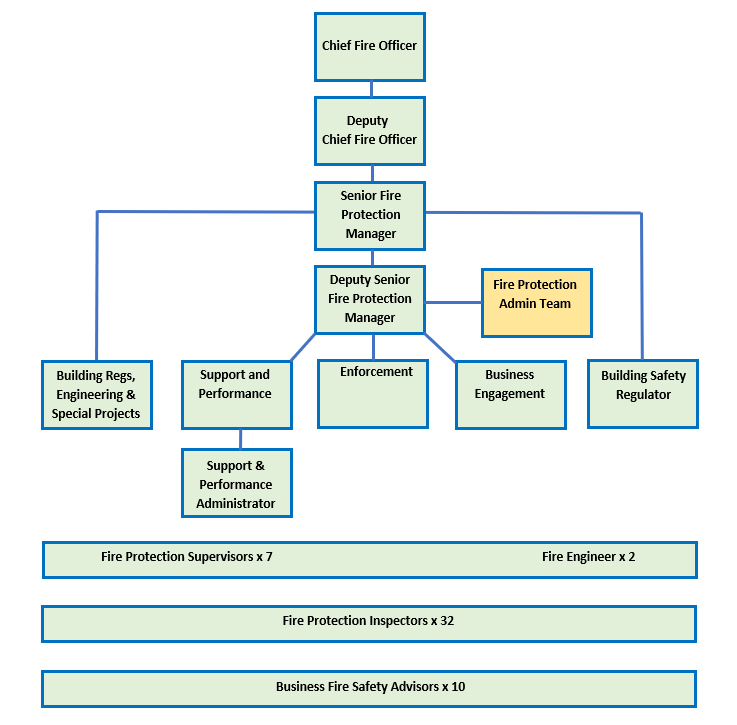 Chief Fire Officer
Deputy
Chief Fire Officer
Senior Fire
Protection
Manager
Deputy Senior
Fire Protection
Manager
Fire Protection
Admin Team
Building Regs,
Engineering &
Special Projects
Support and
Performance
Enforcement
Business
Engagement
Building Safety
Regulator
Support &
Performance
Administrator
Fire Protection Supervisors x 7
Fire Engineer x 2
Fire Protection Inspectors x 32
Business Fire Safety Advisors x 10